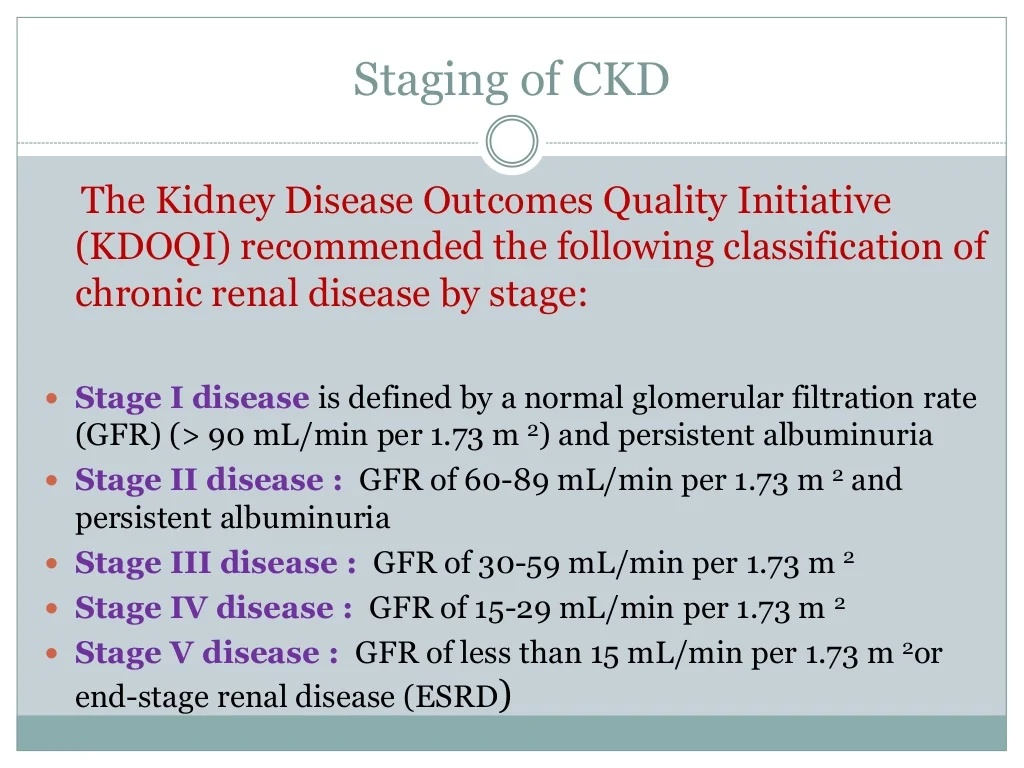 Staging of CKD
The Kidney Disease Outcomes Quality Initiative
(KDOQI) recommended the following classification of
chronic renal disease by stage:
• Stage I disease is defined by a normal glomerular filtration rate
(GFR) (> 90 mL/min per 1.73 m ²) and persistent albuminuria
• Stage II disease : GFR of 60-89 mL/min per 1.73 m ² and
persistent albuminuria
• Stage III disease : GFR of 30-59 mL/min per 1.73 m ²
• Stage IV disease : GFR of 15-29 mL/min per 1.73 m ²
• Stage V disease : GFR of less than 15 mL/min per 1.73 m ²or
end-stage renal disease (ESRD)